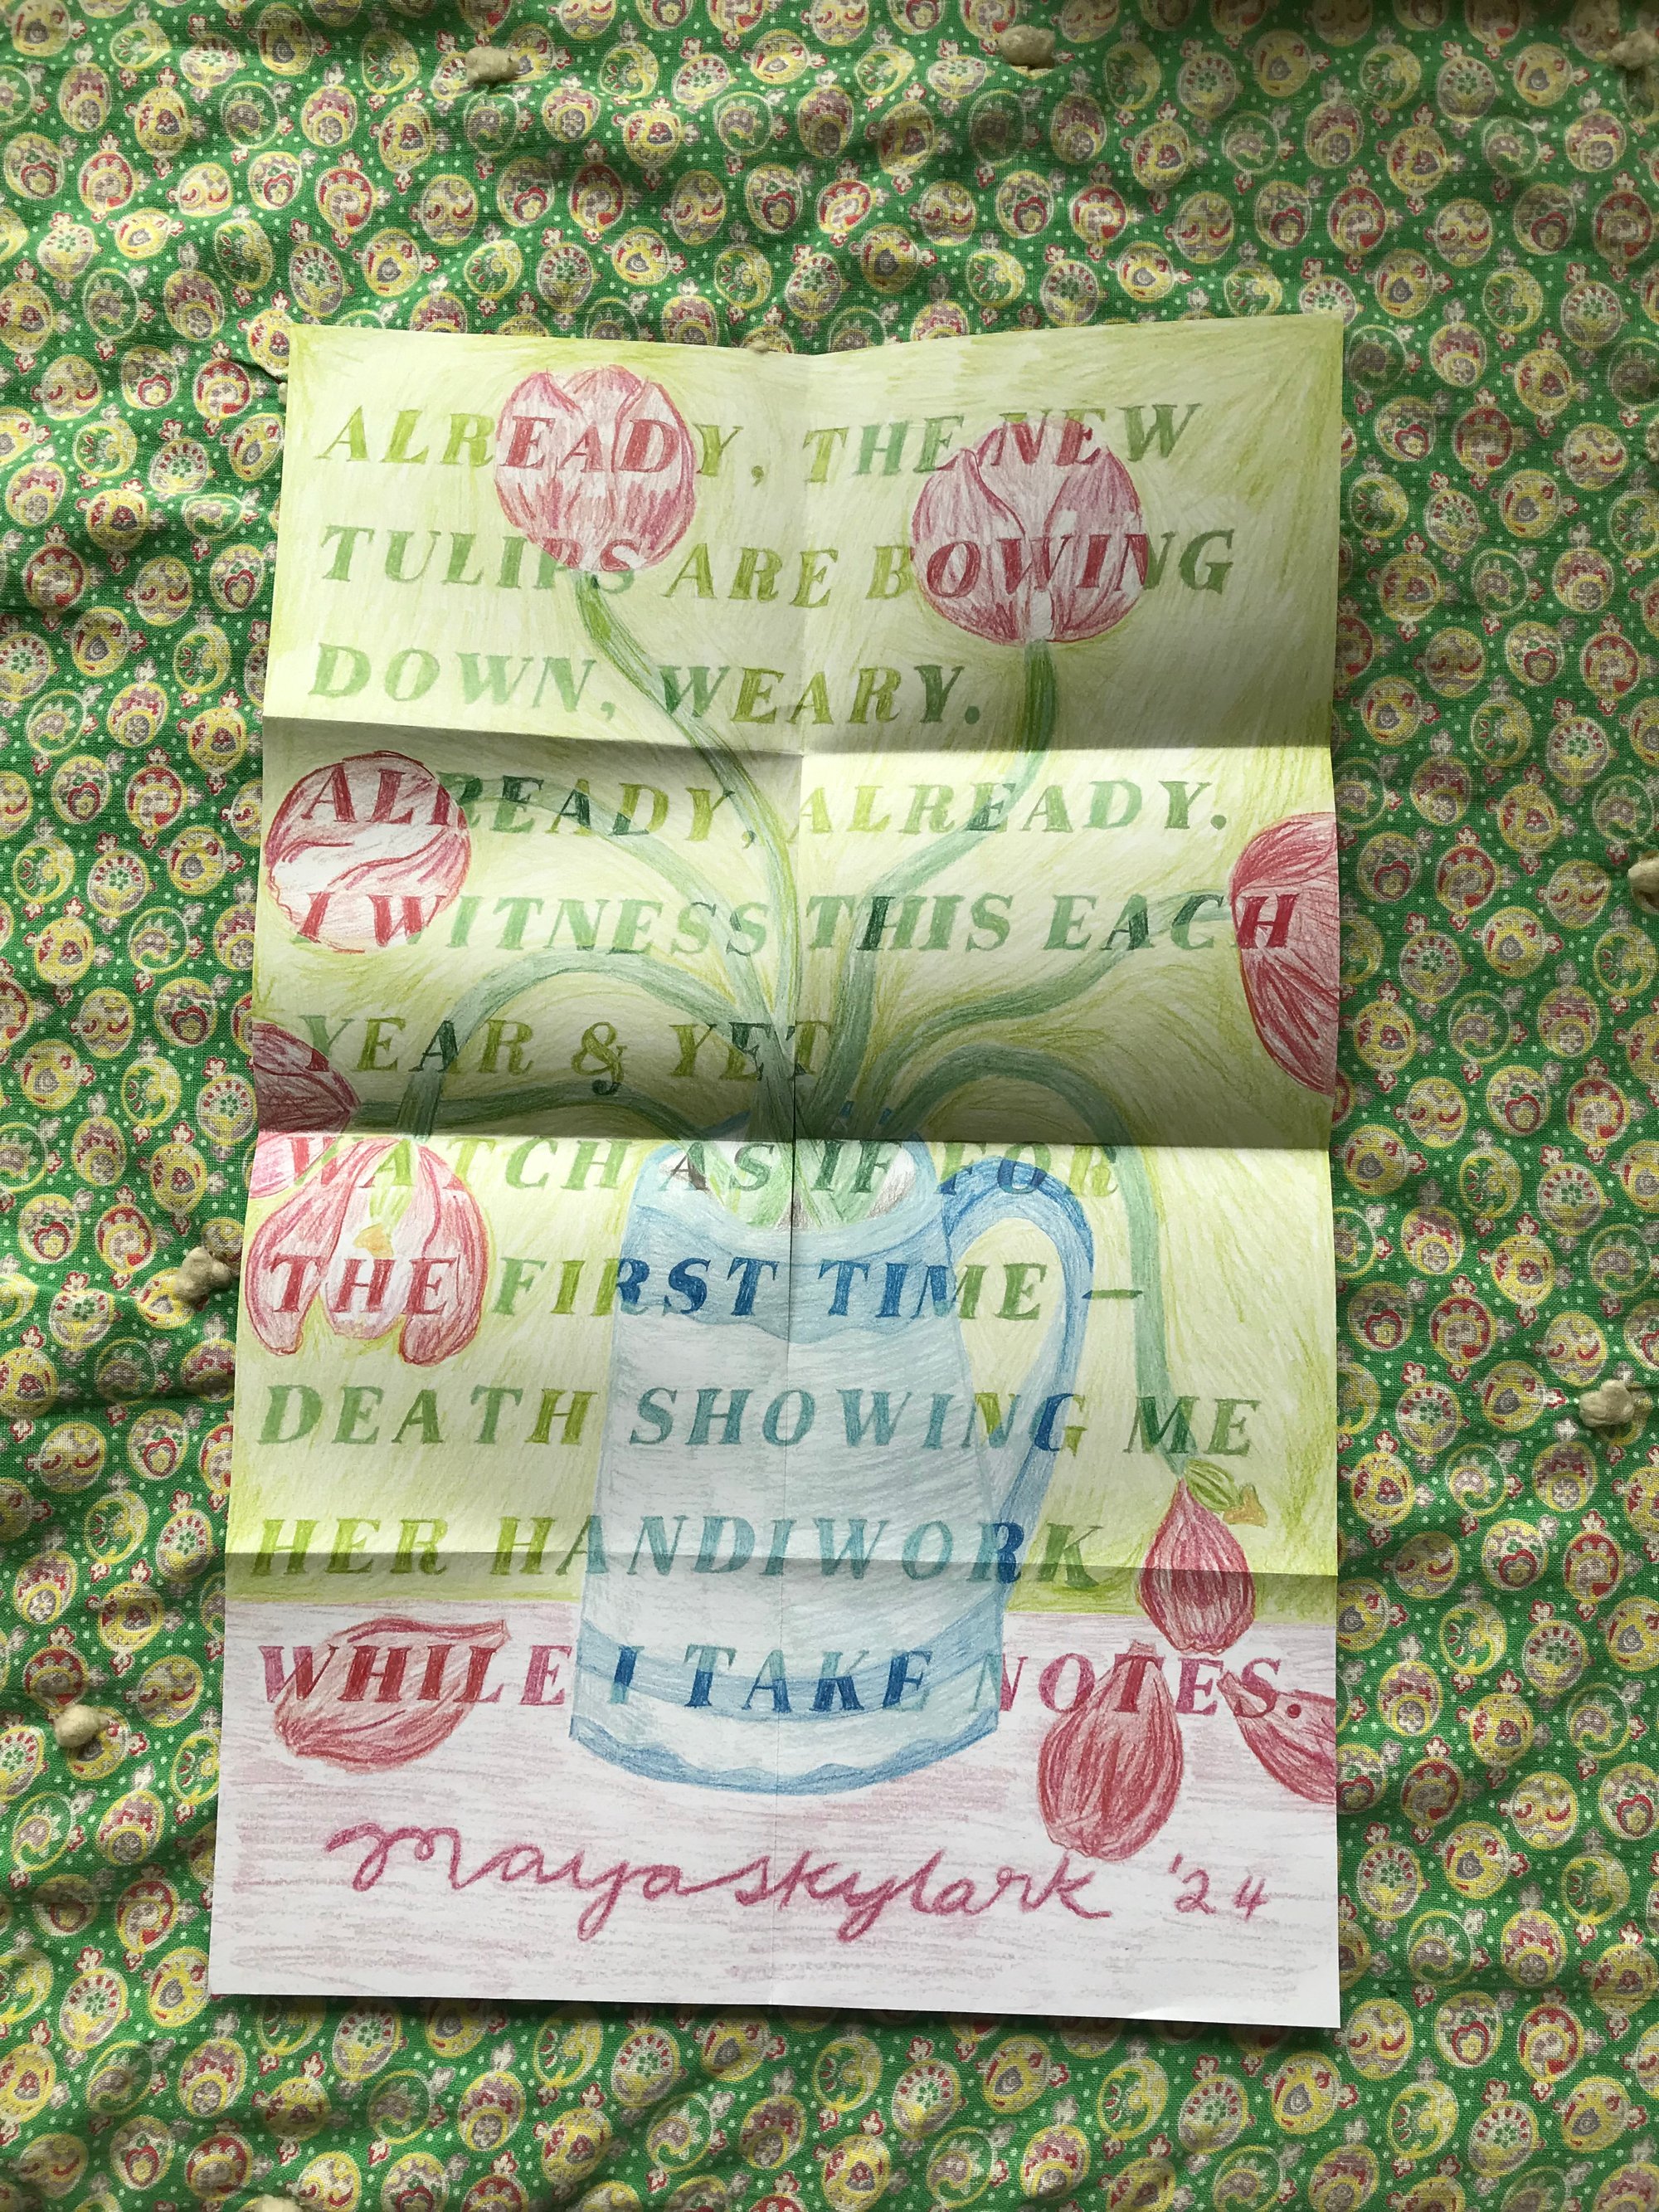 ALREADY, THE NEW
TULIPS ARE BOWING
DOWN, WEARY.
ALREADY, ALREADY.
I WITNESS THIS EACH
YEAR & YET
WATCH AS IF FOR
THE FIRST TIME —
DEATH SHOWING ME
HER HANDIWORK
WHILE I TAKE NOTES.
Mayaskylark '24